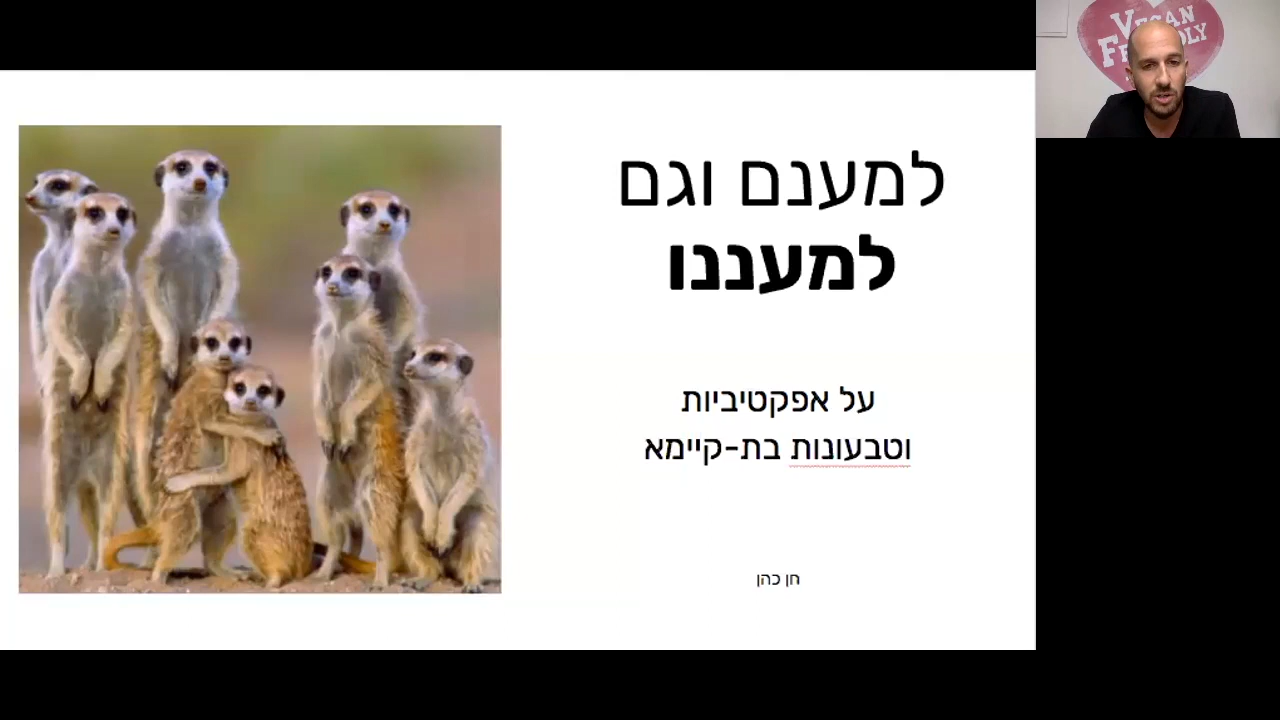 למענם וגם
למעננו
על אפקטיביות
וטבעונות בת-קיימא
חן כהן
VEGAN
FRIENDLY